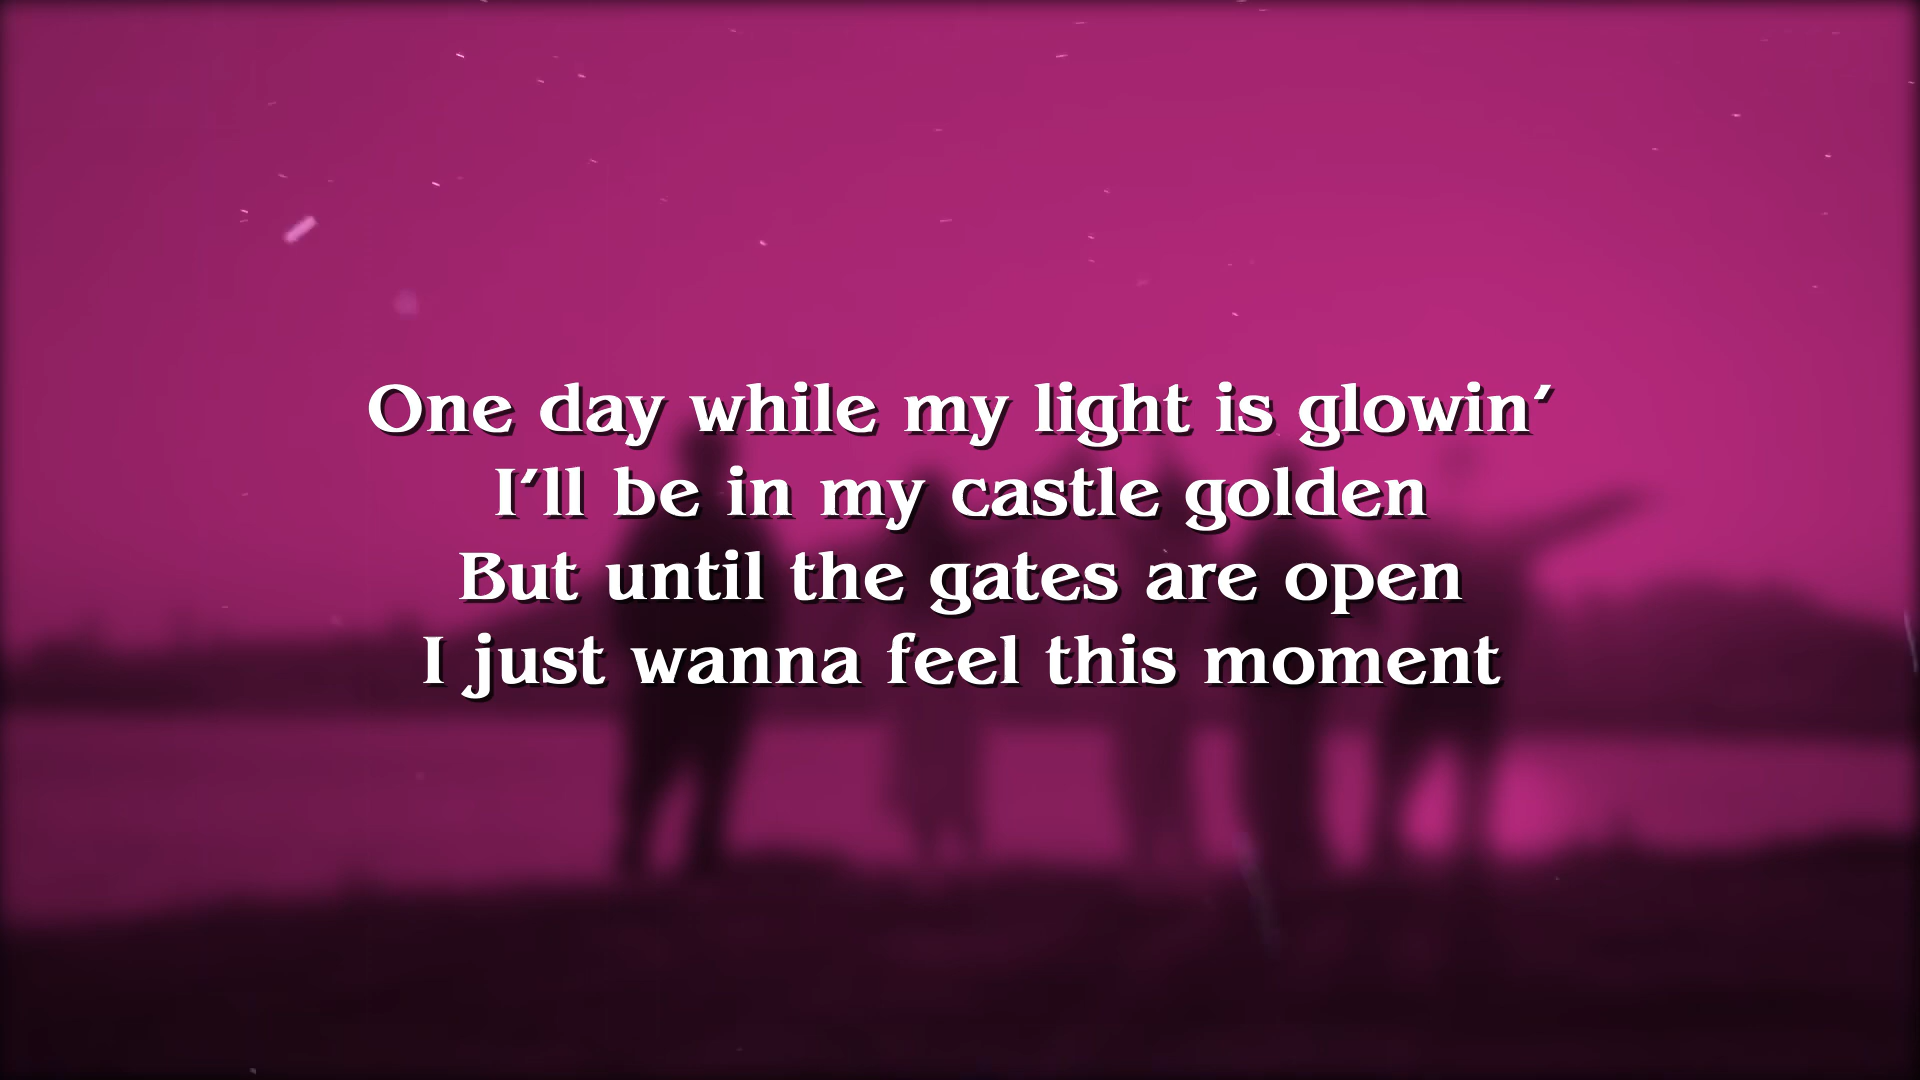 One day while my light is glowin’
I’ll be in my castle golden
But until the gates are open
I just wanna feel this moment